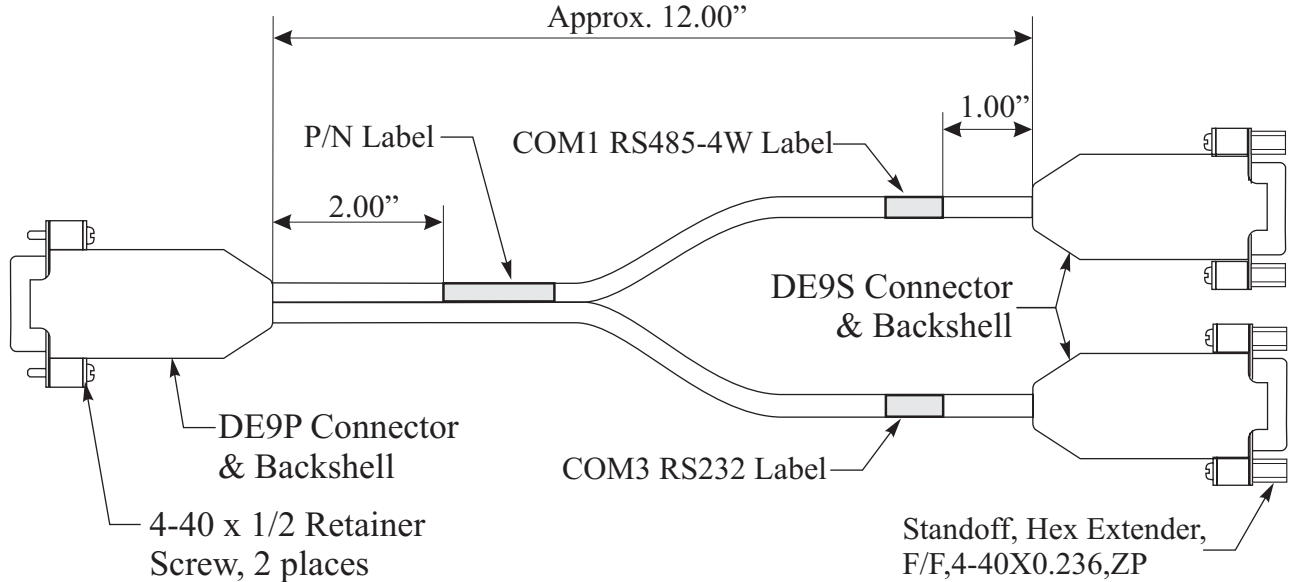 Approx. 12.00”
1.00”
P/N Label
COM1 RS485-4W Label
2.00”
DE9S Connector
& Backshell
DE9P Connector
& Backshell
COM3 RS232 Label
4-40 x 1/2 Retainer
Screw, 2 places
Standoff, Hex Extender,
F/F,4-40X0.236,ZP